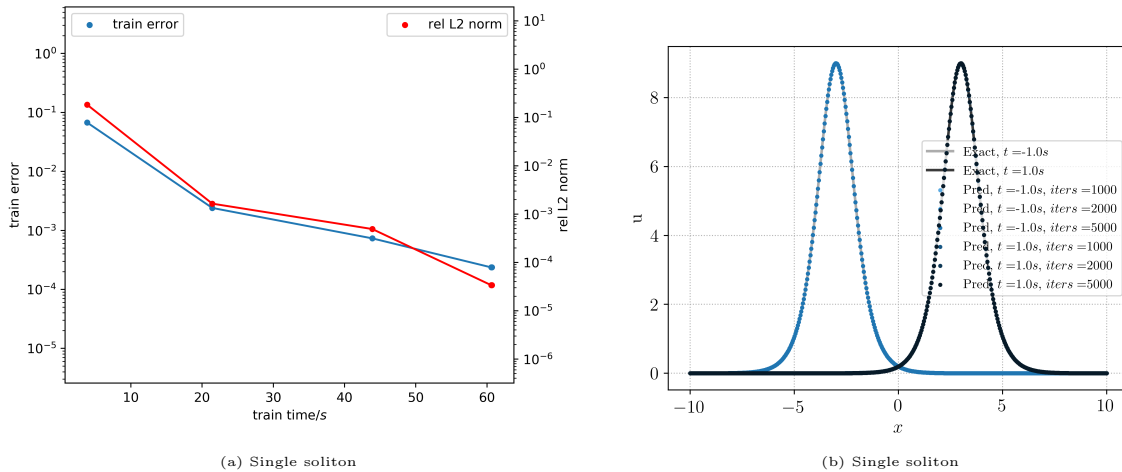 train error
rel L2 norm
10^0
10^-1
10^-2
10^-3
10^-4
10^-5
train error
10^1
10^0
10^-1
10^-2
10^-3
10^-4
10^-5
10^-6
rel L2 norm
10 20 30 40 50 60
train time/s
(a) Single soliton
8
6
4
2
0
u
Exact, t =-1.0s
Exact, t =1.0s
Pred, t =-1.0s, iters =1000
Pred, t =-1.0s, iters =2000
Pred, t =-1.0s, iters =5000
Pred, t =1.0s, iters =1000
Pred, t =1.0s, iters =2000
Pred, t =1.0s, iters =5000
−10 −5 0 5 10
x
(b) Single soliton